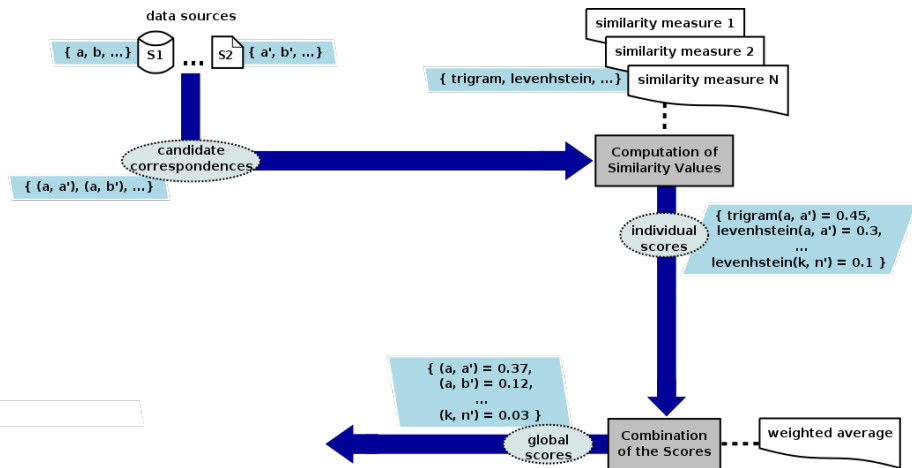 data sources
{ a, b, ...}
S1
...
S2
{ a', b', ...}
similarity measure 1
similarity measure 2
similarity measure N
{ trigram, levenhstein, ...}
candidate
correspondences
{ (a, a'), (a, b'), ...}
Computation of
Similarity Values
individual
scores
{ trigram(a, a') = 0.45,
levenhstein(a, a') = 0.3,
...
levenhstein(k, n') = 0.1 }
{ (a, a') = 0.37,
(a, b') = 0.12,
...
(k, n') = 0.03 }
global
scores
Combination
of the Scores
weighted average